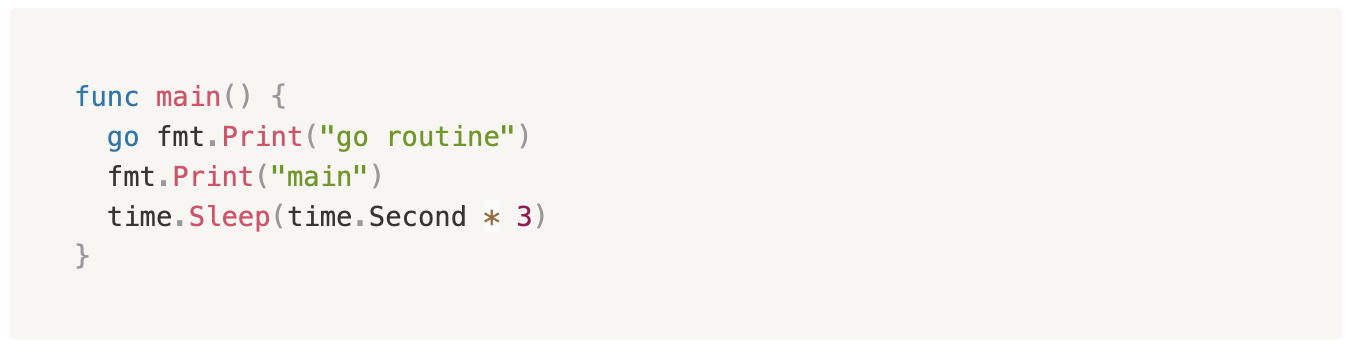 func main() {
  go fmt.Print("go routine")
  fmt.Print("main")
  time.Sleep(time.Second * 3)
}